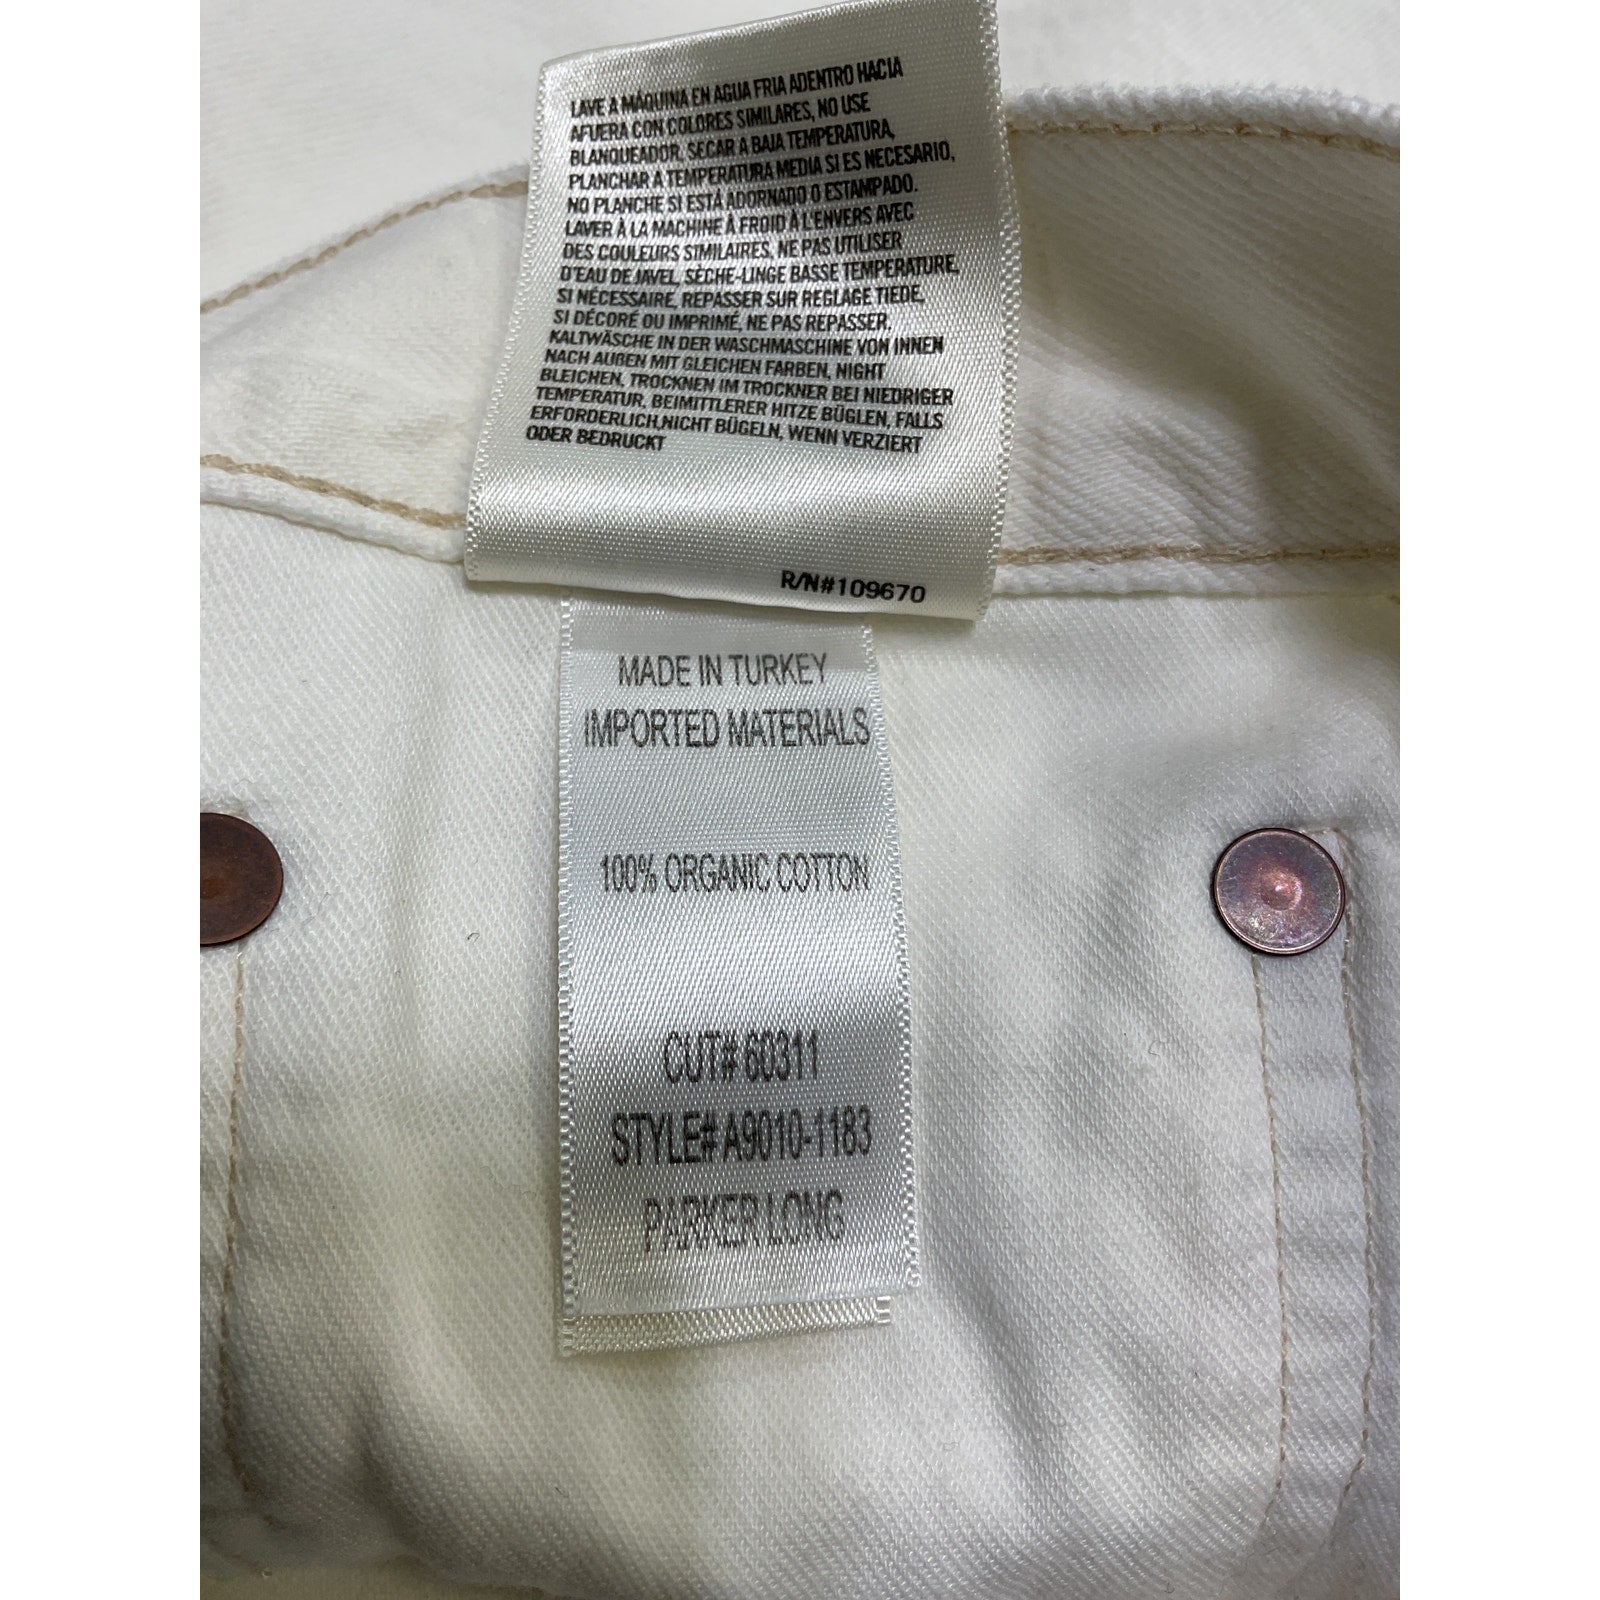 LAVE A MÁQUINA EN AGUA FRIA ADENTRO HACIA
AFUERA CON COLORES SIMILARES, NO USE
BLANQUEADOR, SECAR A BAJA TEMPERATURA,
PLANCHAR A TEMPERATURA MEDIA SI ES NECESARIO,
NO PLANCHE SI ESTÁ ADORNADO O ESTAMPADO.
LAVER À LA MACHINE À FROID À L'ENVERS AVEC
DES COULEURS SIMILAIRES, NE PAS UTILISER
D'EAU DE JAVEL, SÈCHE-LINGE BASSE TEMPERATURE,
SI NÉCESSAIRE, REPASSER SUR REGLAGE TIEDE,
SI DÉCORÉ OU IMPRIMÉ, NE PAS REPASSER.
KALTWÄSCHE IN DER WASCHMASCHINE VON INNEN
NACH AUßEN MIT GLEICHEN FARBEN, NIGHT
BLEICHEN, TROCKNEN IM TROCKNER BEI NIEDRIGER
TEMPERATUR, BEIMITTLERER HITZE BÜGLEN, FALLS
ERFORDERLICH,NICHT BÜGELN, WENN VERZIERT
ODER BEDRUCKT
R/N#109670
MADE IN TURKEY
IMPORTED MATERIALS
100% ORGANIC COTTON
CUT# 60311
STYLE# A9010-1183
PARKER LONG